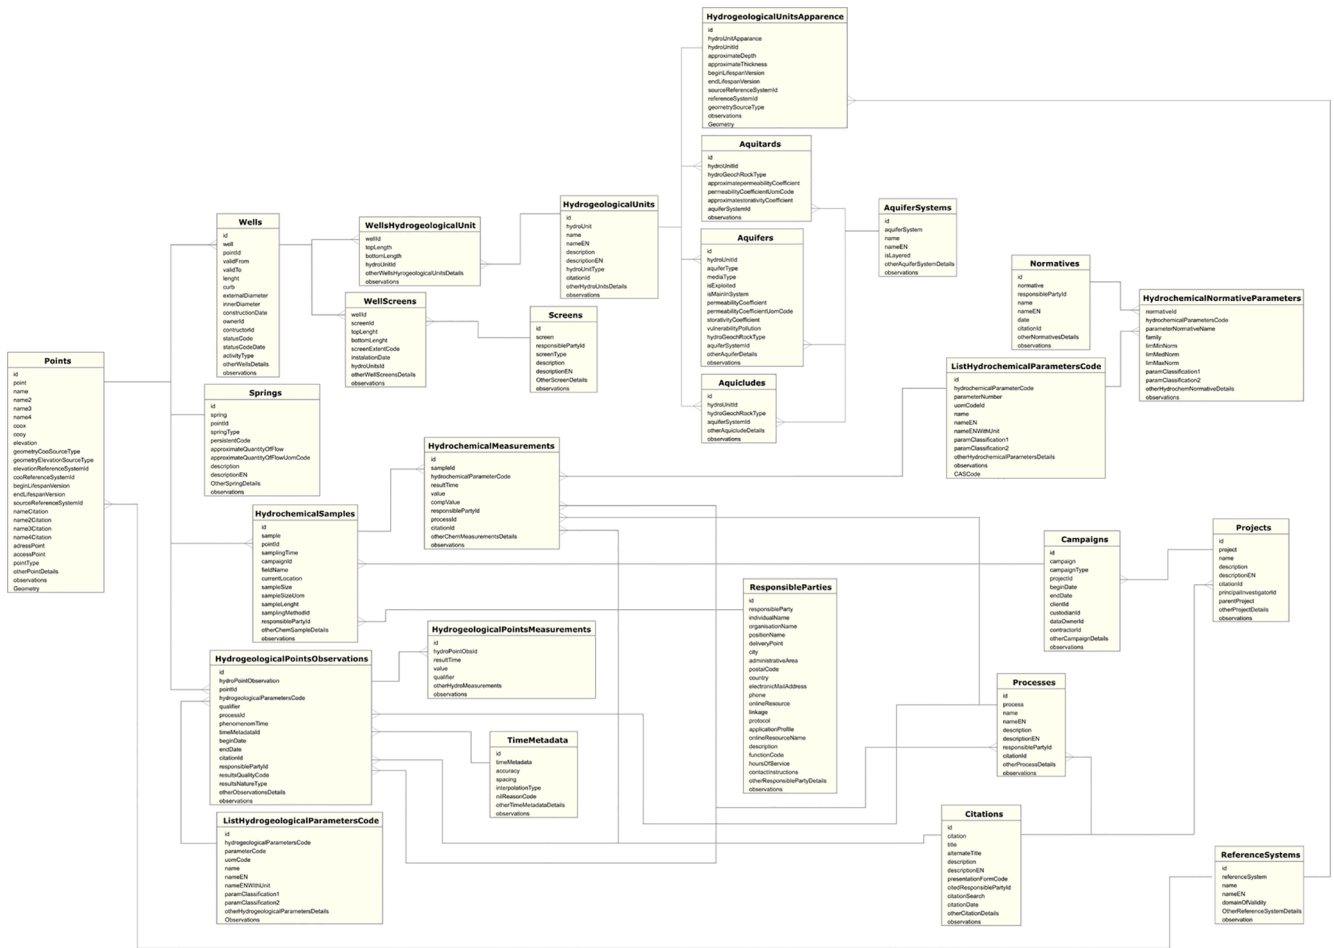 HydrogeologicalUnitsApparence
id
hydroUnitApparance
hydroUnitId
approximateDepth
approximateThickness
beginLifespanVersion
endLifespanVersion
sourceReferenceSystemId
referenceSystemId
geometrySourceType
observations
Geometry
Aquitards
id
hydroUnitId
hydroGeochRockType
approximatepermeabilityCoefficient
permeabilityCoefficientUomCode
approximatestorativityCoefficient
aquiferSystemId
observations
AquiferSystems
id
aquiferSystem
name
nameEN
isLayered
otherAquiferSystemDetails
observations
HydrogeologicalUnits
id
hydroUnit
name
nameEN
description
descriptionEN
hydroUnitType
citationId
otherHydroUnitsDetails
observations
Wells
id
well
pointId
validFrom
validTo
lenght
curb
externalDiameter
innerDiameter
constructionDate
ownerId
contructorId
statusCode
statusCodeDate
activityType
otherWellsDetails
observations
WellsHydrogeologicalUnit
wellId
topLength
bottomLength
hydroUnitId
otherWellsHyrogeologicalUnitsDetails
observations
Aquifers
id
hydroUnitId
aquiferType
mediaType
isExploited
isMainInSystem
permeabilityCoefficient
permeabilityCoefficientUomCode
storativityCoefficient
vulnerabilityPollution
hydroGeochRockType
aquiferSystemId
otherAquiferDetails
observations
Normatives
id
normative
responsiblePartyId
name
nameEN
date
citationId
otherNormativesDetails
observations
HydrochemicalNormativeParameters
normativeId
hydrochemicalParametersCode
parameterNormativeName
family
limMinNorm
limMedNorm
limMaxNorm
paramClassification1
paramClassification2
otherHydrochemNormativeDetails
observations
WellScreens
wellId
screenId
topLenght
bottomLenght
screenExtentCode
instalationDate
hydroUnitsId
otherWellScreensDetails
observations
Screens
id
screen
responsiblePartyId
screenType
description
descriptionEN
OtherScreenDetails
observations
Points
id
point
name
name2
name3
name4
coox
cooy
elevation
geometryCooSourceType
geometryElevationSourceType
elevationReferenceSystemId
cooReferenceSystemId
beginLifespanVersion
endLifespanVersion
sourceReferenceSystemId
nameCitation
name2Citation
name3Citation
name4Citation
adressPoint
accessPoint
pointType
otherPointDetails
observations
Geometry
ListHydrochemicalParametersCode
id
hydrochemicalParameterCode
parameterNumber
uomCodeId
name
nameEN
nameENWithUnit
paramClassification1
paramClassification2
otherHydrochemicalParametersDetails
observations
CASCode
Aquicludes
id
hydroUnitId
hydroGeochRockType
aquiferSystemId
otherAquicludeDetails
observations
Springs
id
spring
pointId
springType
persistentCode
approximateQuantityOfFlow
approximateQuantityOfFlowUomCode
description
descriptionEN
OtherSpringDetails
observations
HydrochemicalMeasurements
id
sampleId
hydrochemicalParameterCode
resultTime
value
compValue
responsiblePartyId
processId
citationId
otherChemMeasurementsDetails
observations
HydrochemicalSamples
id
sample
pointId
samplingTime
campaignId
fieldName
currentLocation
sampleSize
sampleSizeUom
sampleLenght
samplingMethodId
responsiblePartyId
otherChemSampleDetails
observations
Campaigns
id
campaign
campaignType
projectId
beginDate
endDate
clientId
custodianId
dataOwnerId
contractorId
otherCampaignDetails
observations
Projects
id
project
name
description
descriptionEN
citationId
principalInvestigatorId
parentProject
otherProjectDetails
observations
ResponsibleParties
id
responsibleParty
individualName
organisationName
positionName
deliveryPoint
city
administrativeArea
postalCode
country
electronicMailAddress
phone
onlineResource
linkage
protocol
applicationProfile
onlineResourceName
description
functionCode
hoursOfService
contactInstructions
otherResponsiblePartyDetails
observations
HydrogeologicalPointsMeasurements
id
hydroPointObsId
resultTime
value
qualifier
otherHydroMeasurements
observations
HydrogeologicalPointsObservations
id
hydroPointObservation
pointId
hydrogeologicalParametersCode
qualifier
processId
phenomenomTime
timeMetadataId
beginDate
endDate
citationId
responsiblePartyId
resultsQualityCode
resultsNatureType
otherObservationsDetails
observations
Processes
id
process
name
nameEN
description
descriptionEN
responsiblePartyId
citationId
otherProcessDetails
observations
TimeMetadata
id
timeMetadata
accuracy
spacing
interpolationType
nilReasonCode
otherTimeMetadataDetails
observations
ListHydrogeologicalParametersCode
id
hydrogeologicalParametersCode
parameterCode
uomCode
name
nameEN
nameENWithUnit
paramClassification1
paramClassification2
otherHydrogeologicalParametersDetails
Observations
Citations
id
citation
title
alternateTitle
description
descriptionEN
presentationFormCode
citedResponsiblePartyId
citationSearch
citationDate
otherCitationDetails
observations
ReferenceSystems
id
referenceSystem
name
nameEN
domainOfValidity
OtherReferenceSystemDetails
observation